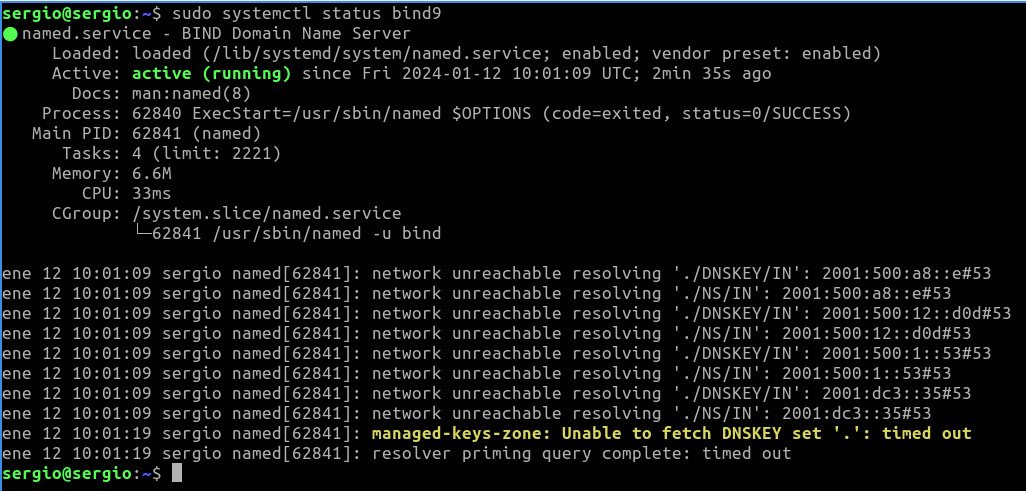 sergio@sergio:~$ sudo systemctl status bind9
● named.service - BIND Domain Name Server
     Loaded: loaded (/lib/systemd/system/named.service; enabled; vendor preset: enabled)
     Active: active (running) since Fri 2024-01-12 10:01:09 UTC; 2min 35s ago
       Docs: man:named(8)
    Process: 62840 ExecStart=/usr/sbin/named $OPTIONS (code=exited, status=0/SUCCESS)
   Main PID: 62841 (named)
      Tasks: 4 (limit: 2221)
     Memory: 6.6M
        CPU: 33ms
     CGroup: /system.slice/named.service
             └─62841 /usr/sbin/named -u bind

ene 12 10:01:09 sergio named[62841]: network unreachable resolving './DNSKEY/IN': 2001:500:a8::e#53
ene 12 10:01:09 sergio named[62841]: network unreachable resolving './NS/IN': 2001:500:a8::e#53
ene 12 10:01:09 sergio named[62841]: network unreachable resolving './DNSKEY/IN': 2001:500:12::d0d#53
ene 12 10:01:09 sergio named[62841]: network unreachable resolving './NS/IN': 2001:500:12::d0d#53
ene 12 10:01:09 sergio named[62841]: network unreachable resolving './DNSKEY/IN': 2001:500:1::53#53
ene 12 10:01:09 sergio named[62841]: network unreachable resolving './NS/IN': 2001:500:1::53#53
ene 12 10:01:09 sergio named[62841]: network unreachable resolving './DNSKEY/IN': 2001:dc3::35#53
ene 12 10:01:09 sergio named[62841]: network unreachable resolving './NS/IN': 2001:dc3::35#53
ene 12 10:01:19 sergio named[62841]: managed-keys-zone: Unable to fetch DNSKEY set '.': timed out
ene 12 10:01:19 sergio named[62841]: resolver priming query complete: timed out
sergio@sergio:~$